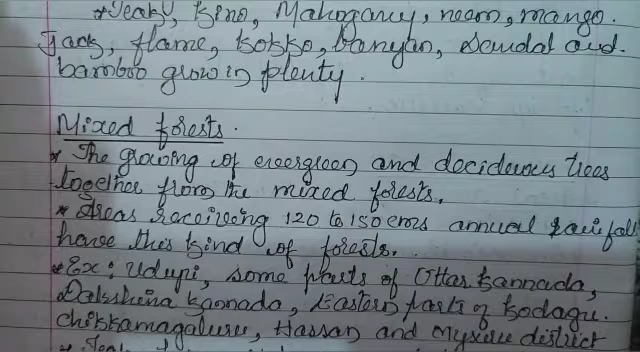 * Teak, Kino, Mahogany, neem, mango.
Jack, flame, Kokko, banyan, Sandal and
bamboo grow in plenty.
Mixed forests.
* The growing of evergreen and deciduous trees
together from the mixed forests.
* Areas receiving 120 to 150 cms annual rainfall
have this kind of forests.
* Ex: Udupi, some parts of Uttar Kannada,
Dakshina Kannada, Eastern parts of Kodagu.
Chikkamagaluru, Hassan and Mysuru district